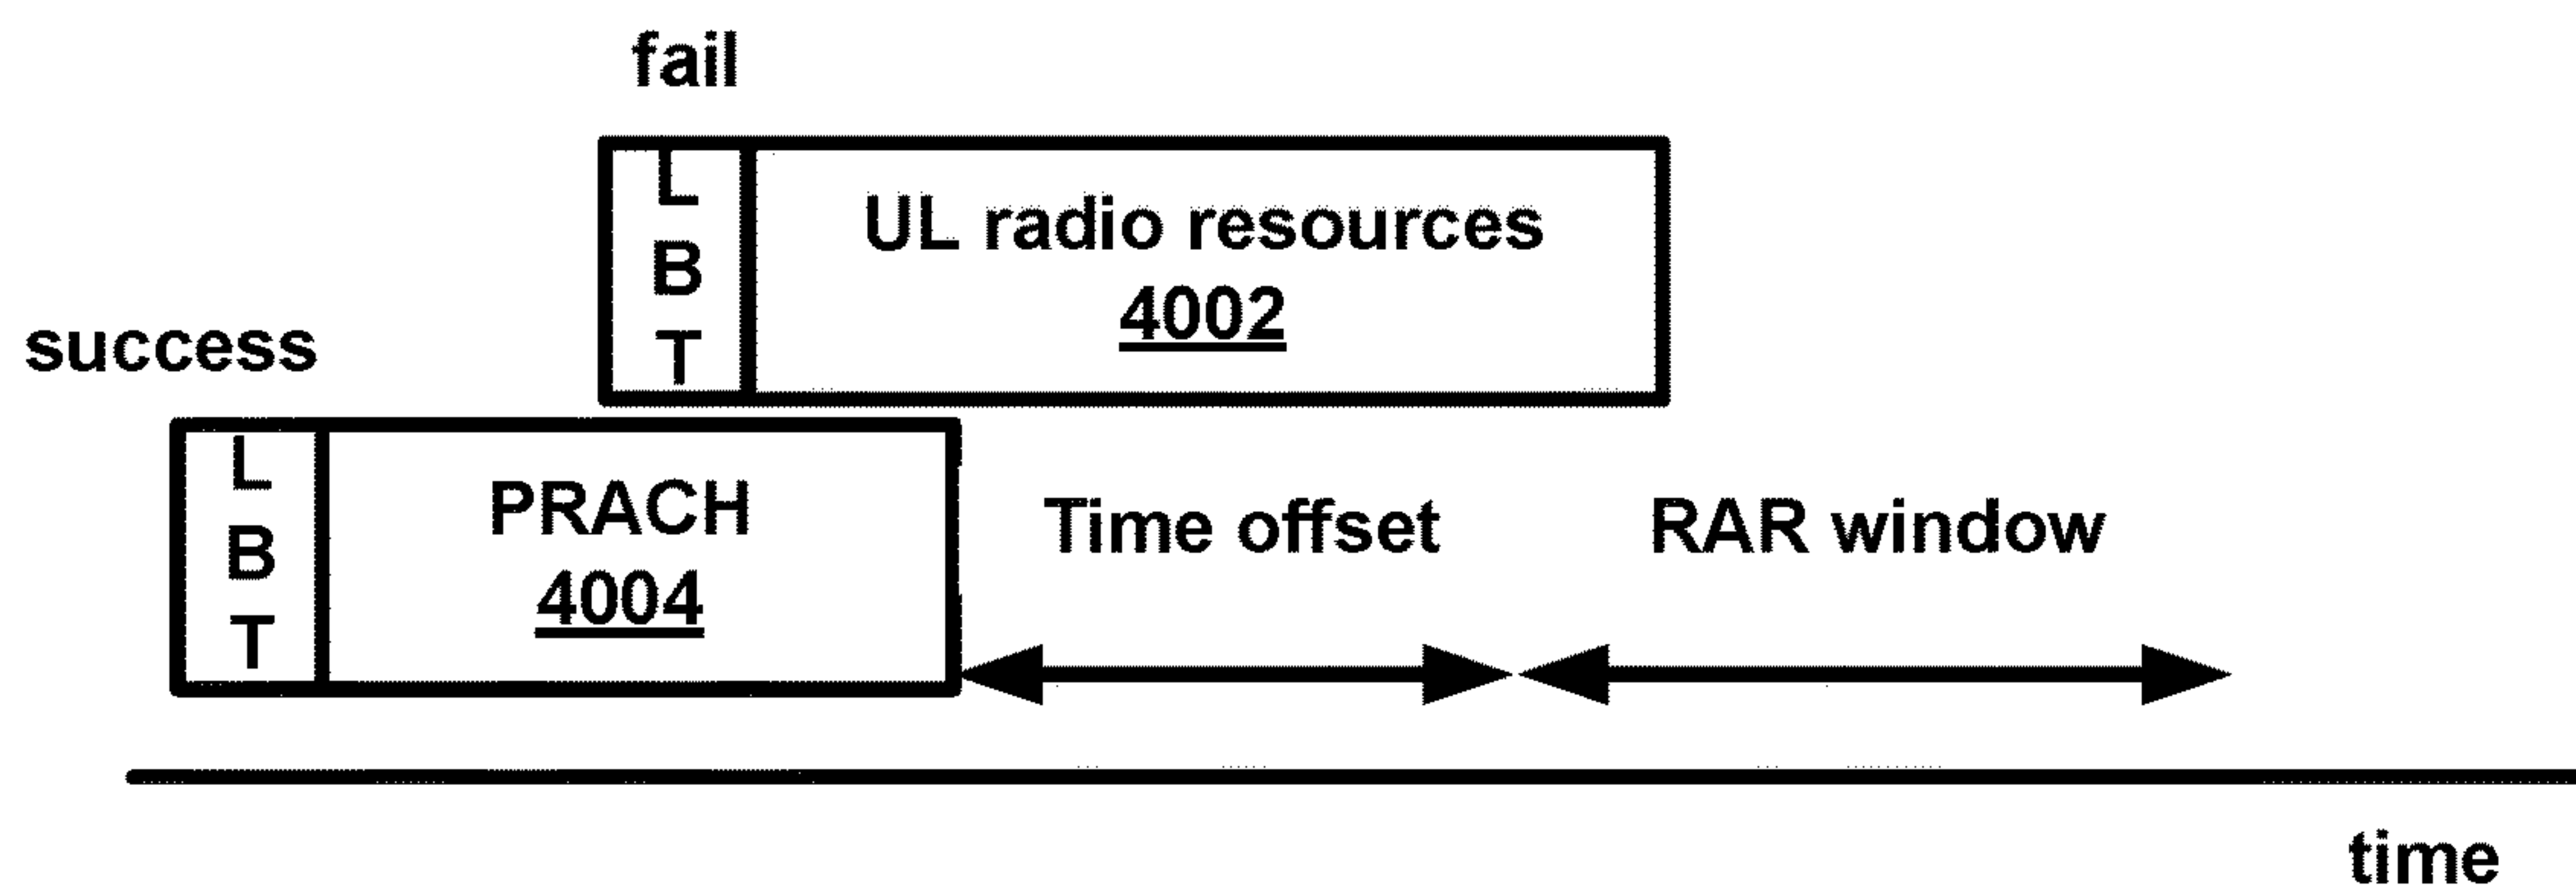 fail
L
B
T
UL radio resources
4002
success
L
B
T
PRACH
4004
Time offset
RAR window
time